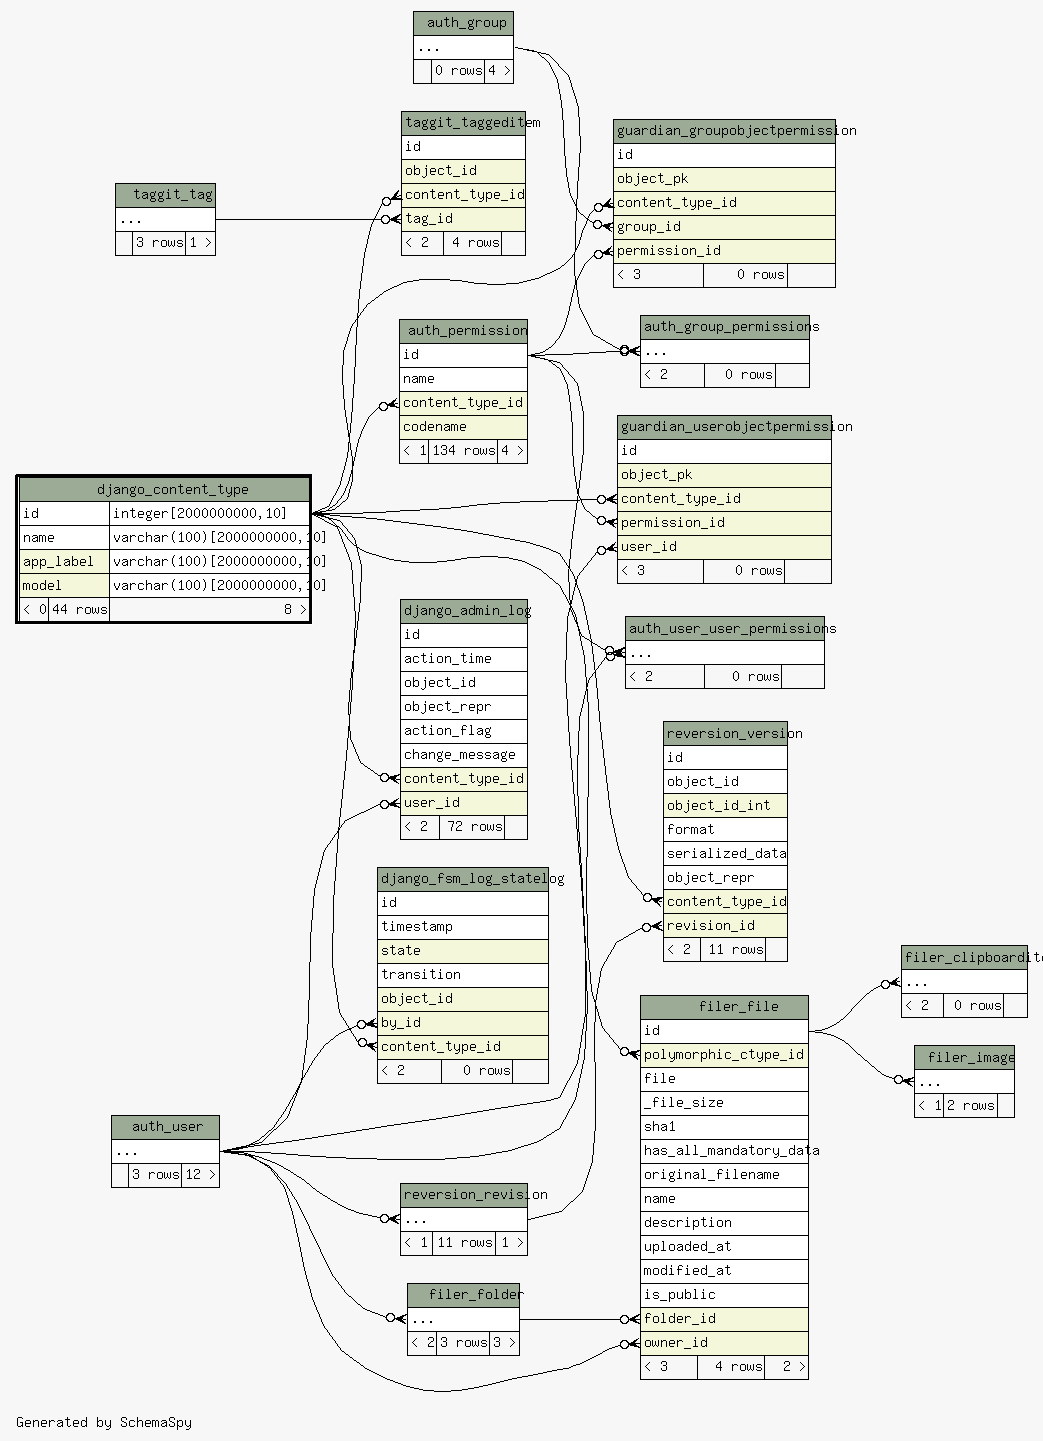 auth_group
...
0 rows 4 >
taggit_taggeditem
id
object_id
content_type_id
tag_id
< 2 4 rows
guardian_groupobjectpermission
id
object_pk
content_type_id
group_id
permission_id
< 3 0 rows
taggit_tag
...
3 rows 1 >
auth_permission
id
name
content_type_id
codename
< 1 134 rows 4 >
auth_group_permissions
...
< 2 0 rows
guardian_userobjectpermission
id
object_pk
content_type_id
permission_id
user_id
< 3 0 rows
django_content_type
id integer[2000000000,10]
name varchar(100)[2000000000,10]
app_label varchar(100)[2000000000,10]
model varchar(100)[2000000000,10]
< 0 44 rows 8 >
django_admin_log
id
action_time
object_id
object_repr
action_flag
change_message
content_type_id
user_id
< 2 72 rows
auth_user_user_permissions
...
< 2 0 rows
reversion_version
id
object_id
object_id_int
format
serialized_data
object_repr
content_type_id
revision_id
< 2 11 rows
django_fsm_log_statelog
id
timestamp
state
transition
object_id
by_id
content_type_id
< 2 0 rows
filer_clipboardite
...
< 2 0 rows
filer_file
id
polymorphic_ctype_id
file
_file_size
sha1
has_all_mandatory_data
original_filename
name
description
uploaded_at
modified_at
is_public
folder_id
owner_id
< 3 4 rows 2 >
filer_image
...
< 1 2 rows
auth_user
...
3 rows 12 >
reversion_revision
...
< 1 11 rows 1 >
filer_folder
...
< 2 3 rows 3 >
Generated by SchemaSpy